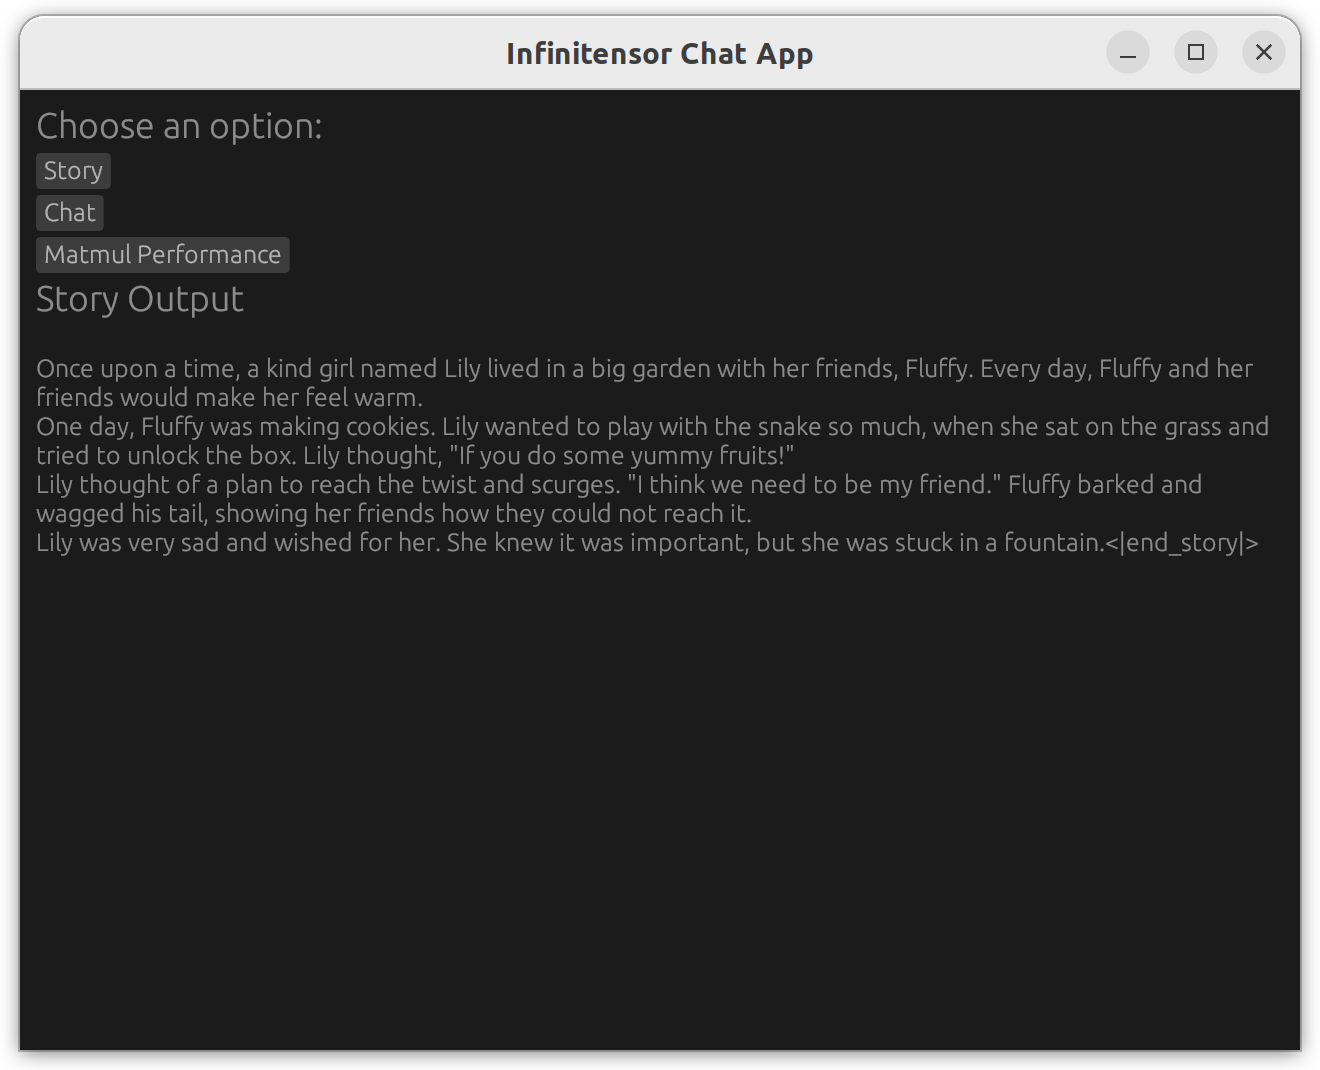 Infinitensor Chat App
Choose an option:
Story
Chat
Matmul Performance
Story Output
Once upon a time, a kind girl named Lily lived in a big garden with her friends, Fluffy. Every day, Fluffy and her
friends would make her feel warm.
One day, Fluffy was making cookies. Lily wanted to play with the snake so much, when she sat on the grass and
tried to unlock the box. Lily thought, "If you do some yummy fruits!"
Lily thought of a plan to reach the twist and scurges. "I think we need to be my friend." Fluffy barked and
wagged his tail, showing her friends how they could not reach it.
Lily was very sad and wished for her. She knew it was important, but she was stuck in a fountain.<|end_story|>